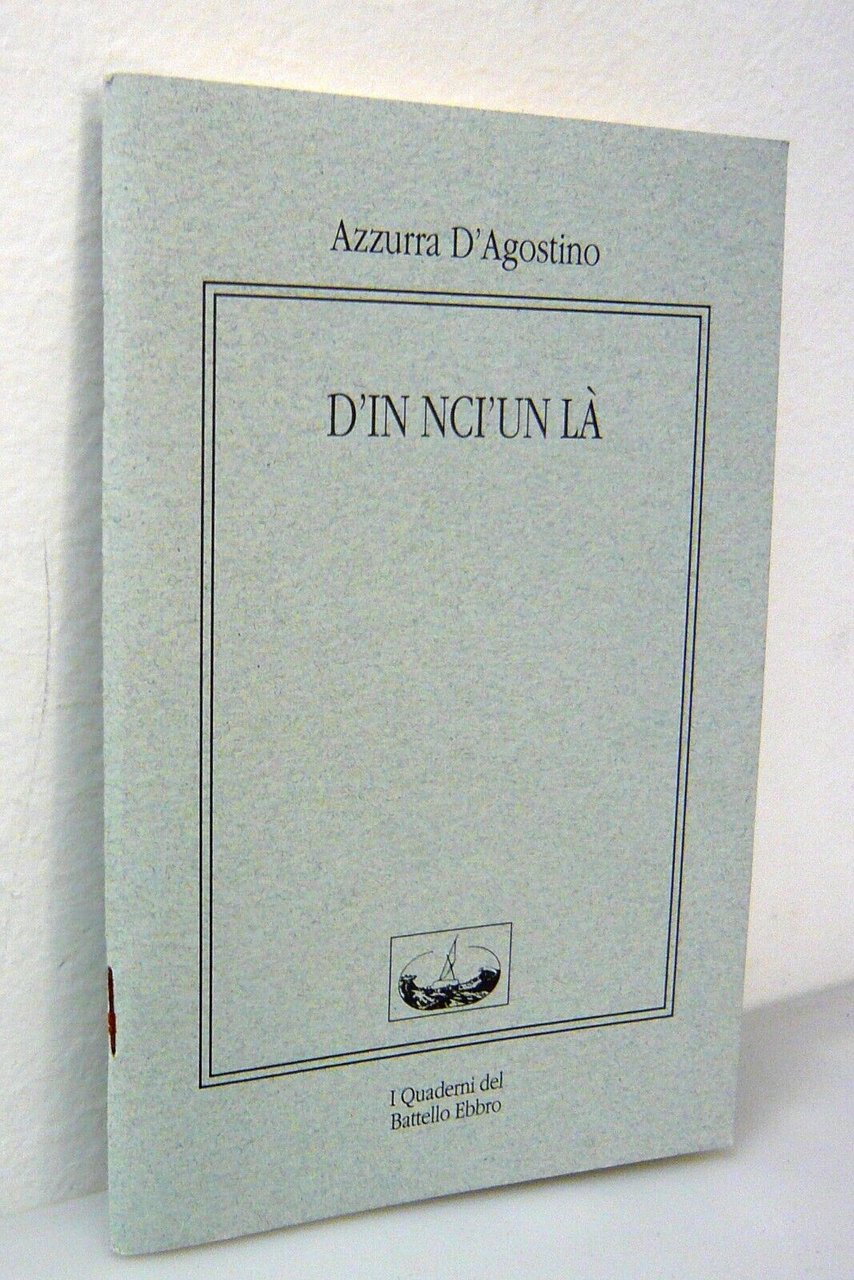 Azzurra D'Agostino
D'IN NCI'UN LÀ
I Quaderni del
Battello Ebbro